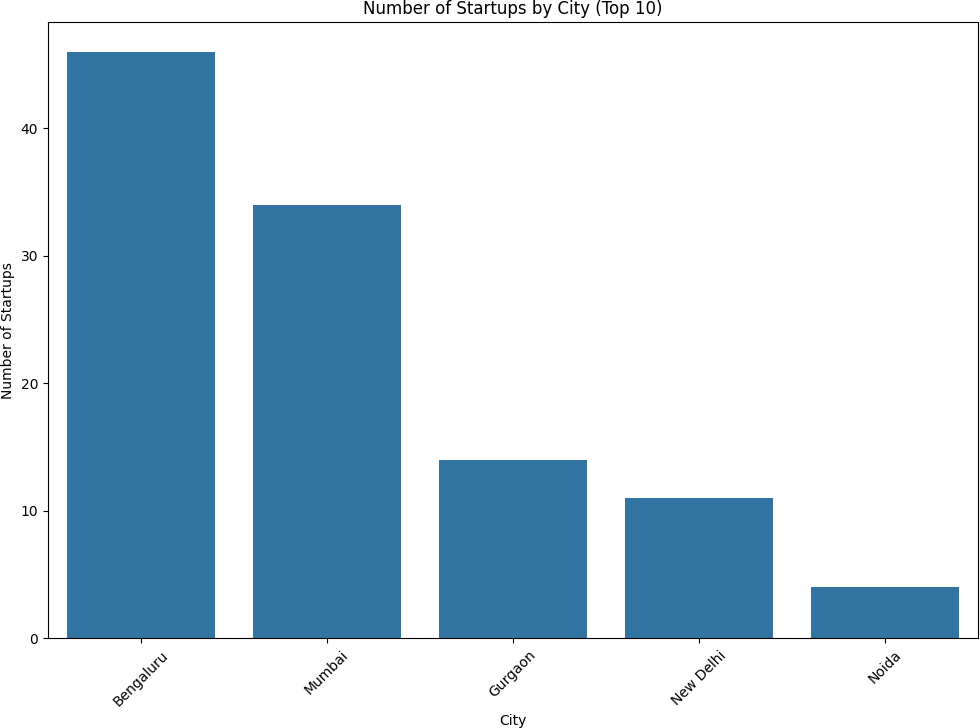 Number of Startups by City (Top 10)
Number of Startups
40
30
20
10
0
Bengaluru
Mumbai
Gurgaon
New Delhi
Noida
City